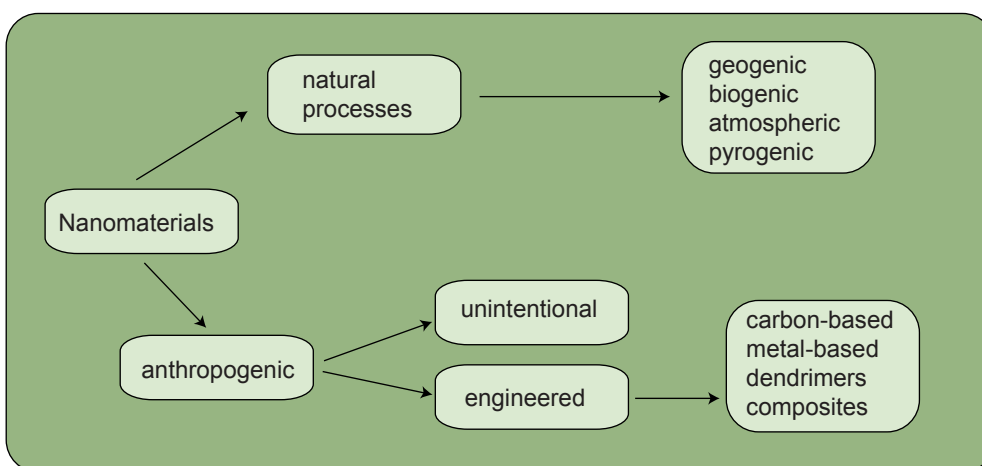 natural
processes
geogenic
biogenic
atmospheric
pyrogenic
Nanomaterials
anthropogenic
unintentional
engineered
carbon-based
metal-based
dendrimers
composites